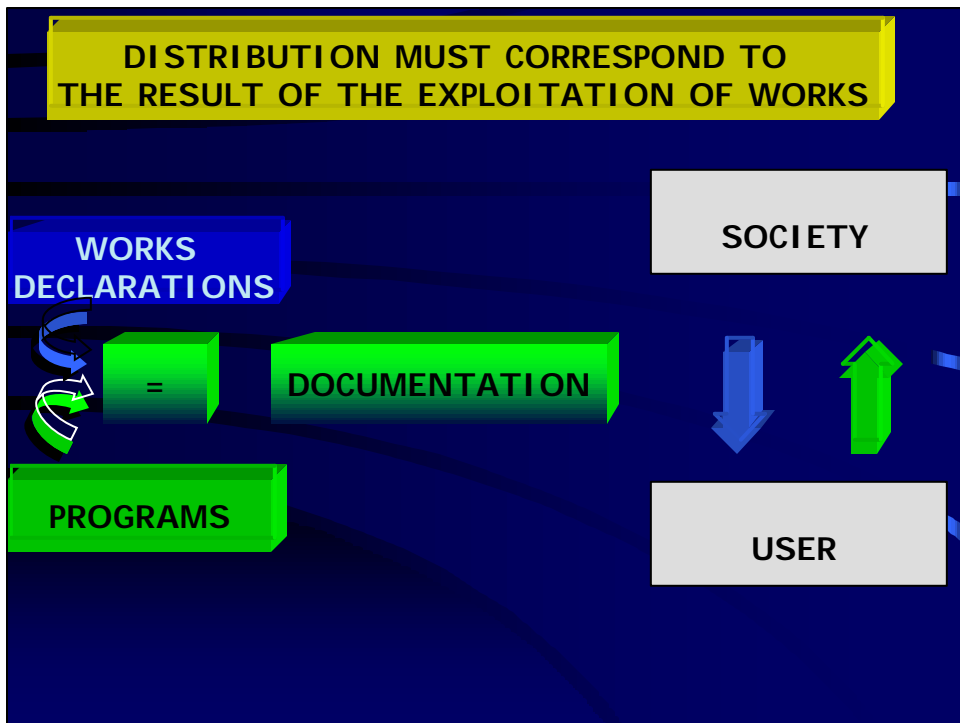 DISTRIBUTION MUST CORRESPOND TO
THE RESULT OF THE EXPLOITATION OF WORKS
WORKS
DECLARATIONS
SOCIETY
=
DOCUMENTATION
PROGRAMS
USER